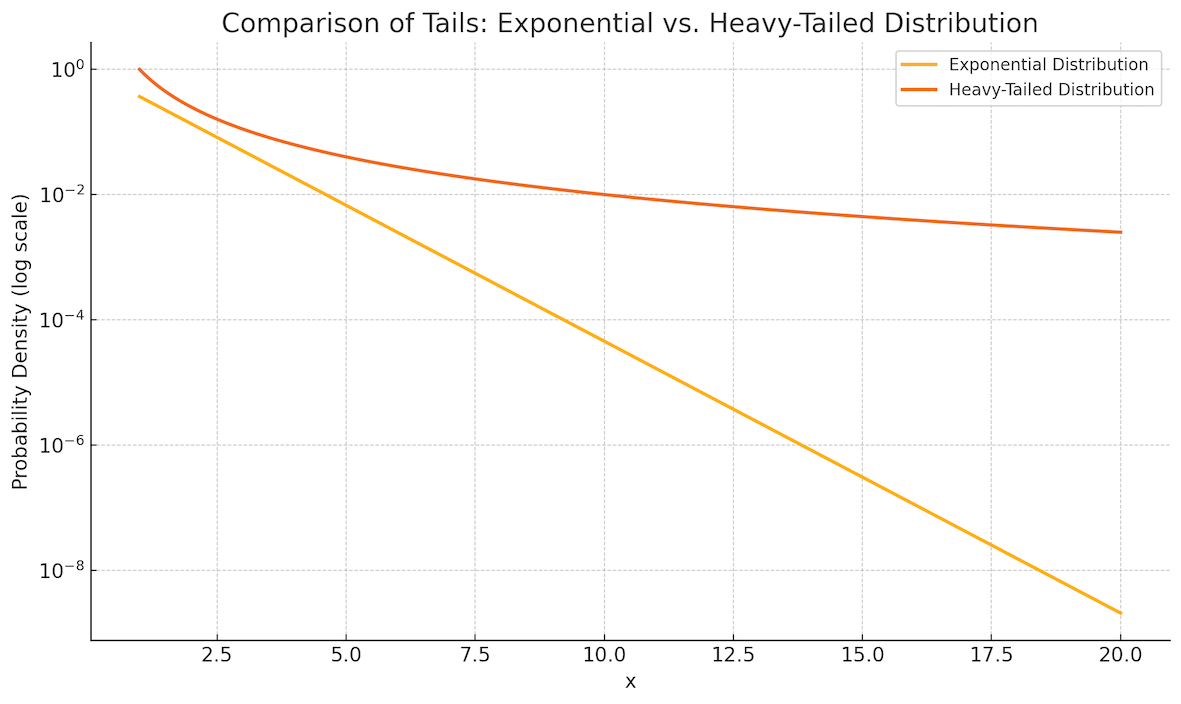 Comparison of Tails: Exponential vs. Heavy-Tailed Distribution
Exponential Distribution
Heavy-Tailed Distribution
Probability Density (log scale)
10⁰
10⁻²
10⁻⁴
10⁻⁶
10⁻⁸
2.5 5.0 7.5 10.0 12.5 15.0 17.5 20.0
x